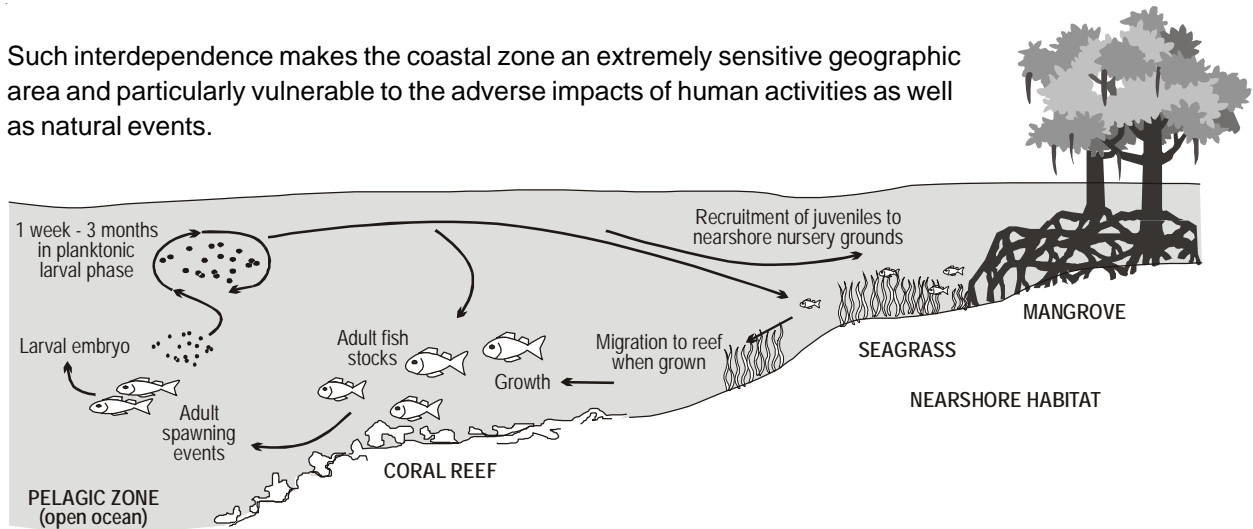 Such interdependence makes the coastal zone an extremely sensitive geographic
area and particularly vulnerable to the adverse impacts of human activities as well
as natural events.
1 week - 3 months
in planktonic
larval phase
Recruitment of juveniles to
nearshore nursery grounds
Larval embryo
Adult fish
stocks
Growth
Migration to reef
when grown
Adult
spawning
events
MANGROVE
SEAGRASS
NEARSHORE HABITAT
CORAL REEF
PELAGIC ZONE
(open ocean)